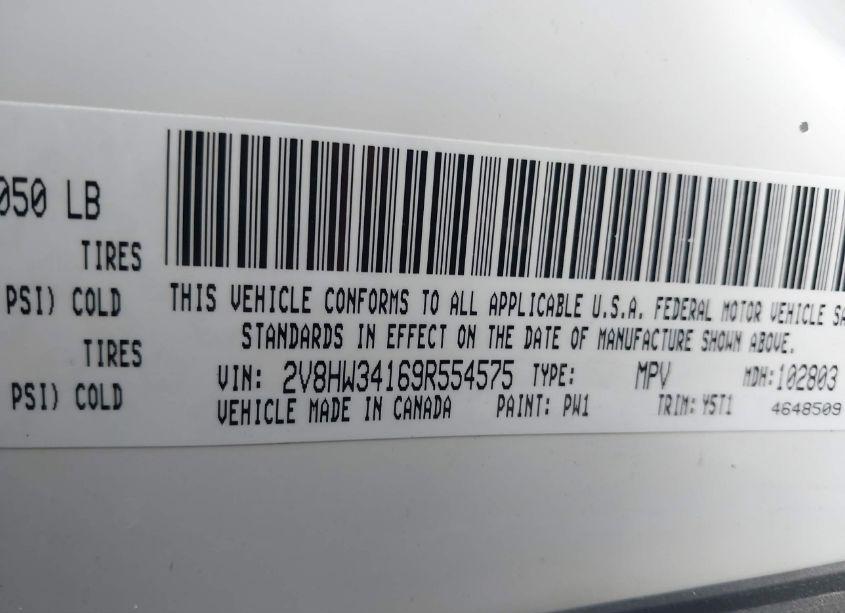 050 LB
TIRES
PSI) COLD
TIRES
PSI) COLD
THIS VEHICLE CONFORMS TO ALL APPLICABLE U.S.A. FEDERAL MOTOR VEHICLE SA
STANDARDS IN EFFECT ON THE DATE OF MANUFACTURE SHOWN ABOVE.
VIN: 2V8HW34169R554575 TYPE: MPV MDH:102803
VEHICLE MADE IN CANADA PAINT: PW1 TRIM: Y5T1 4648509